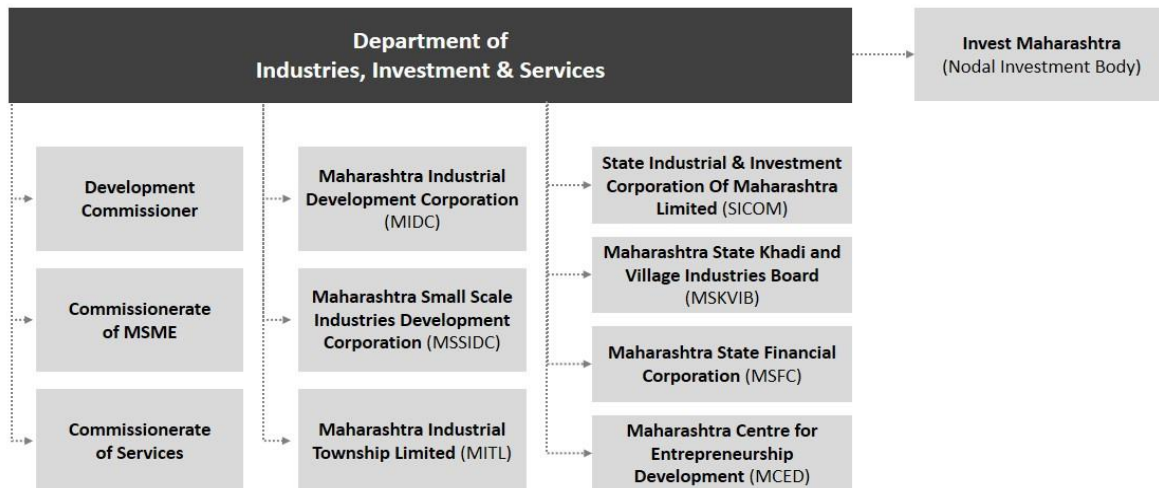 Department of
Industries, Investment & Services
Invest Maharashtra
(Nodal Investment Body)
Development
Commissioner
Commissionerate
of MSME
Commissionerate
of Services
Maharashtra Industrial
Development Corporation
(MIDC)
Maharashtra Small Scale
Industries Development
Corporation (MSSIDC)
Maharashtra Industrial
Township Limited (MITL)
State Industrial & Investment
Corporation Of Maharashtra
Limited (SICOM)
Maharashtra State Khadi and
Village Industries Board
(MSKVIB)
Maharashtra State Financial
Corporation (MSFC)
Maharashtra Centre for
Entrepreneurship
Development (MCED)